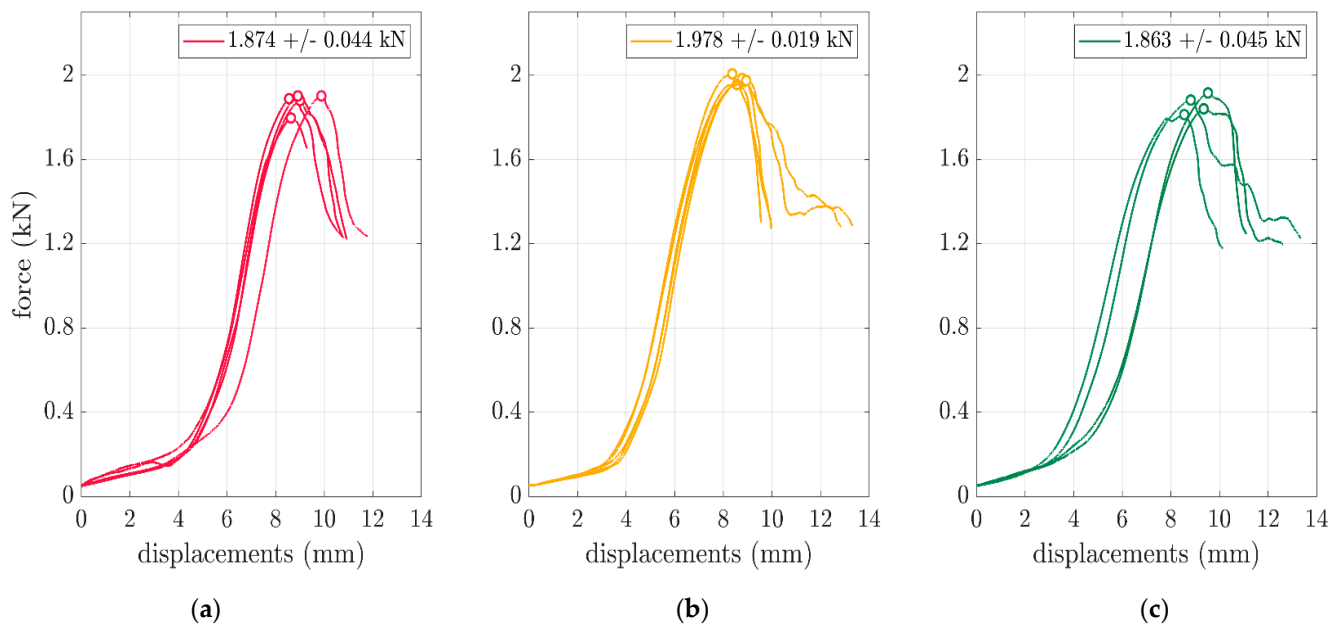 1.874 +/- 0.044 kN
2
1.6
1.2
0.8
0.4
0
force (kN)
0 2 4 6 8 10 12 14
displacements (mm)
(a)
1.978 +/- 0.019 kN
2
1.6
1.2
0.8
0.4
0
0 2 4 6 8 10 12 14
displacements (mm)
(b)
1.863 +/- 0.045 kN
2
1.6
1.2
0.8
0.4
0
0 2 4 6 8 10 12 14
displacements (mm)
(c)